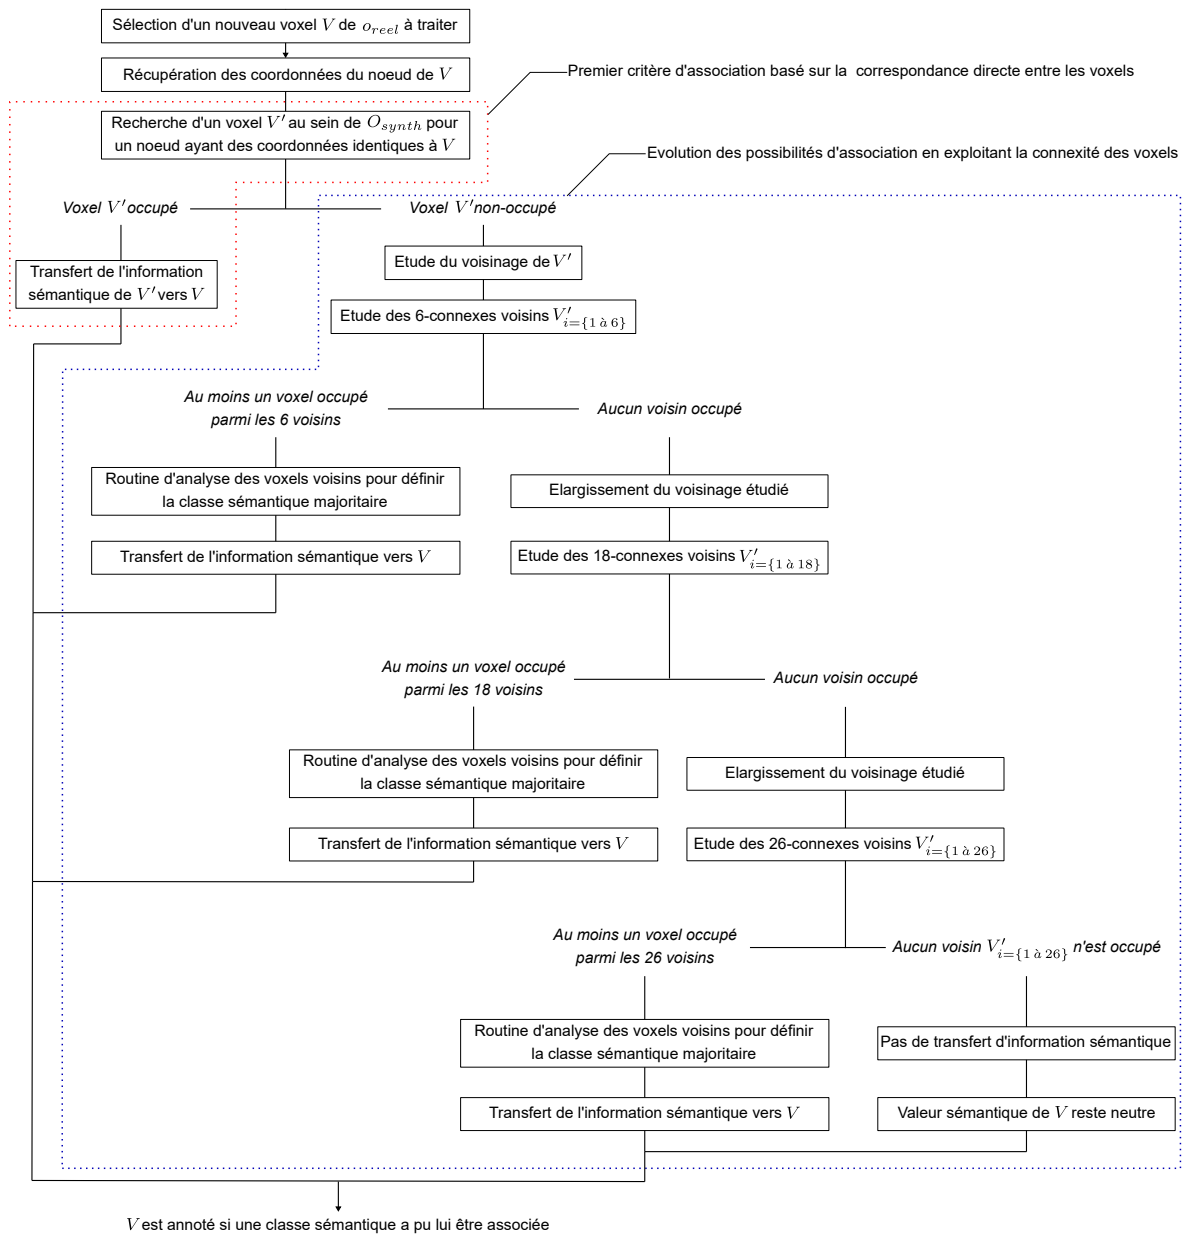 Sélection d'un nouveau voxel V de o_{reel} à traiter
Récupération des coordonnées du noeud de V
Premier critère d'association basé sur la correspondance directe entre les voxels
Recherche d'un voxel V' au sein de O_{synth} pour
un noeud ayant des coordonnées identiques à V
Evolution des possibilités d'association en exploitant la connexité des voxels
Voxel V' occupé
Voxel V' non-occupé
Transfert de l'information
sémantique de V' vers V
Etude du voisinage de V'
Etude des 6-connexes voisins V'_{i={1 à 6}}
Au moins un voxel occupé
parmi les 6 voisins
Aucun voisin occupé
Routine d'analyse des voxels voisins pour définir
la classe sémantique majoritaire
Elargissement du voisinage étudié
Transfert de l'information sémantique vers V
Etude des 18-connexes voisins V'_{i={1 à 18}}
Au moins un voxel occupé
parmi les 18 voisins
Aucun voisin occupé
Routine d'analyse des voxels voisins pour définir
la classe sémantique majoritaire
Elargissement du voisinage étudié
Transfert de l'information sémantique vers V
Etude des 26-connexes voisins V'_{i={1 à 26}}
Au moins un voxel occupé
parmi les 26 voisins
Aucun voisin V'_{i={1 à 26}} n'est occupé
Routine d'analyse des voxels voisins pour définir
la classe sémantique majoritaire
Pas de transfert d'information sémantique
Transfert de l'information sémantique vers V
Valeur sémantique de V reste neutre
V est annoté si une classe sémantique a pu lui être associée